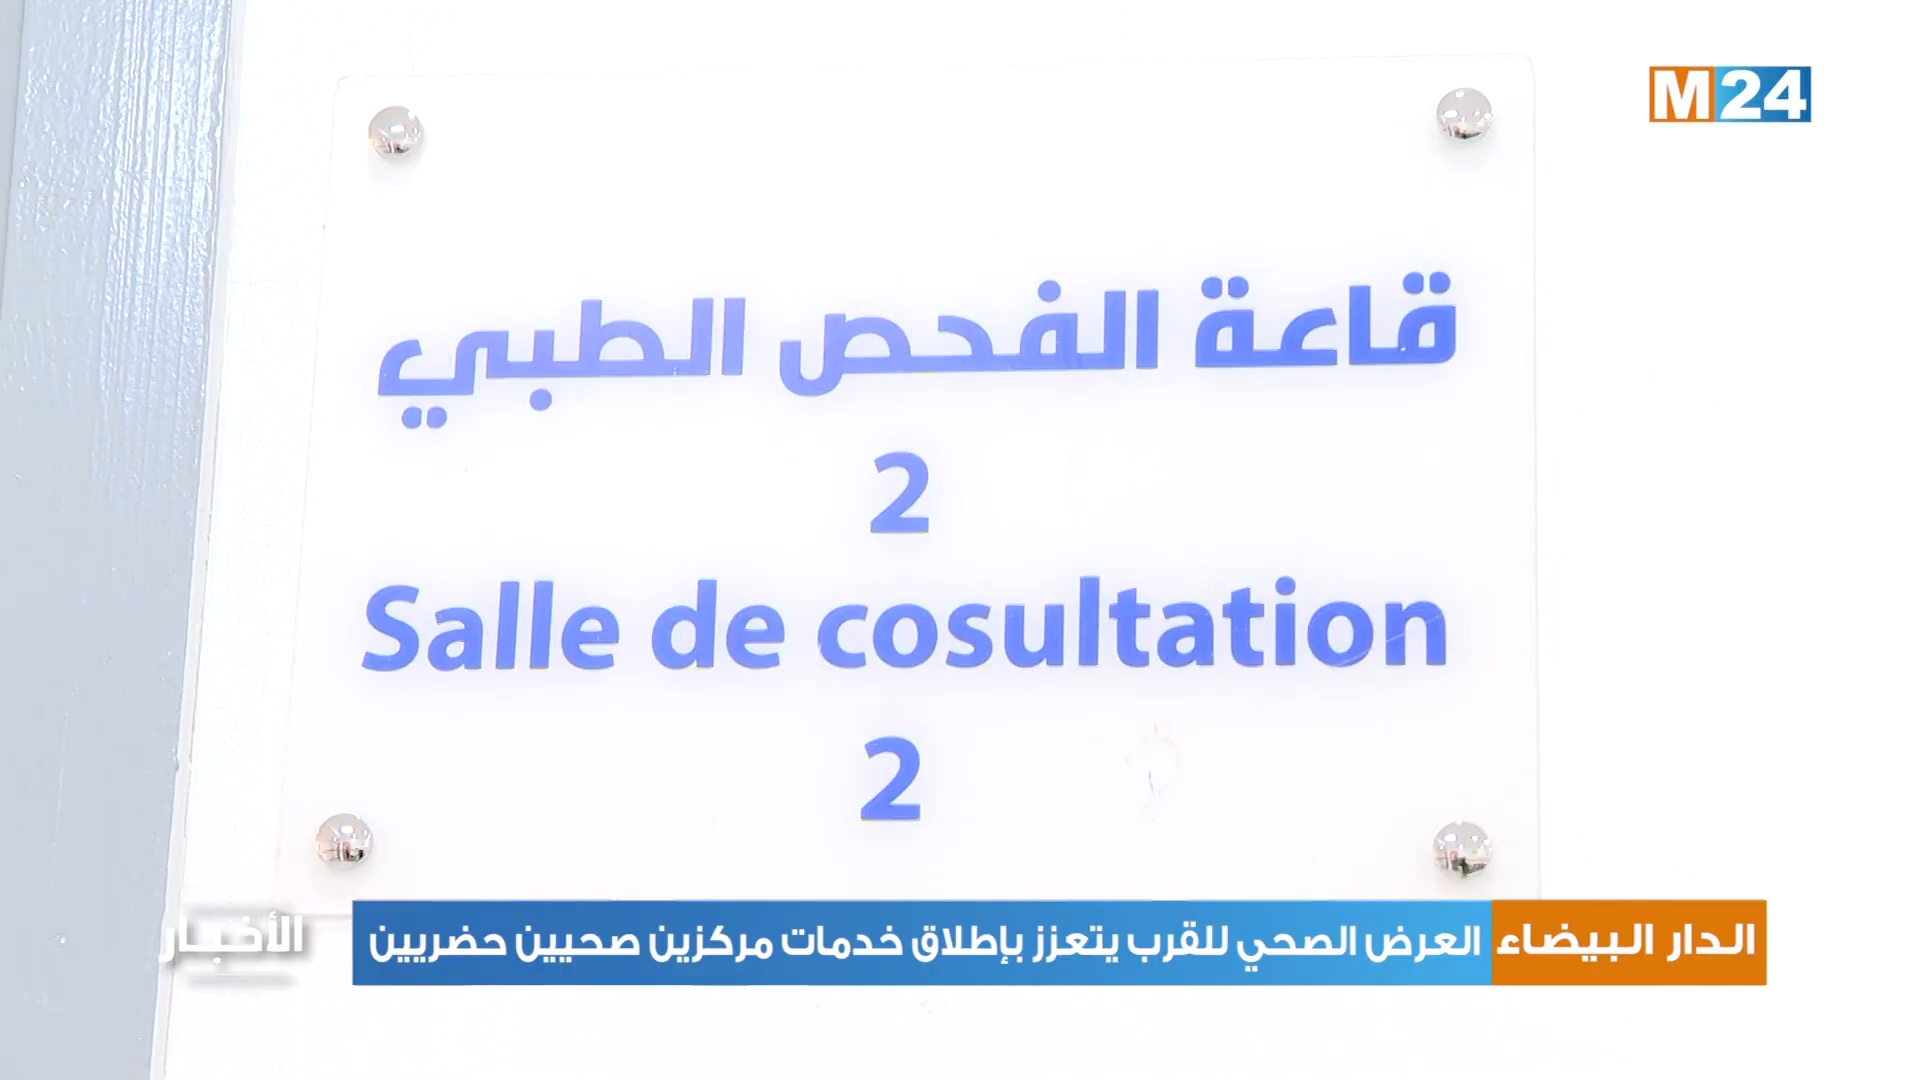 M24
قاعة الفحص الطبي
2
Salle de cosultation
2
الدار البيضاء العرض الصحي للقرب يتعزز بإطلاق خدمات مركزين صحيين حضريين
الأخبار